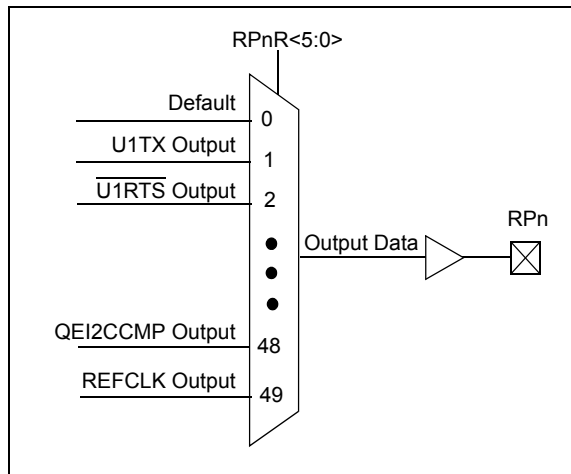 RPnR<5:0>
Default
0
U1TX Output
1
U1RTS Output
2
Output Data
RPn
QEI2CCMP Output
48
REFCLK Output
49